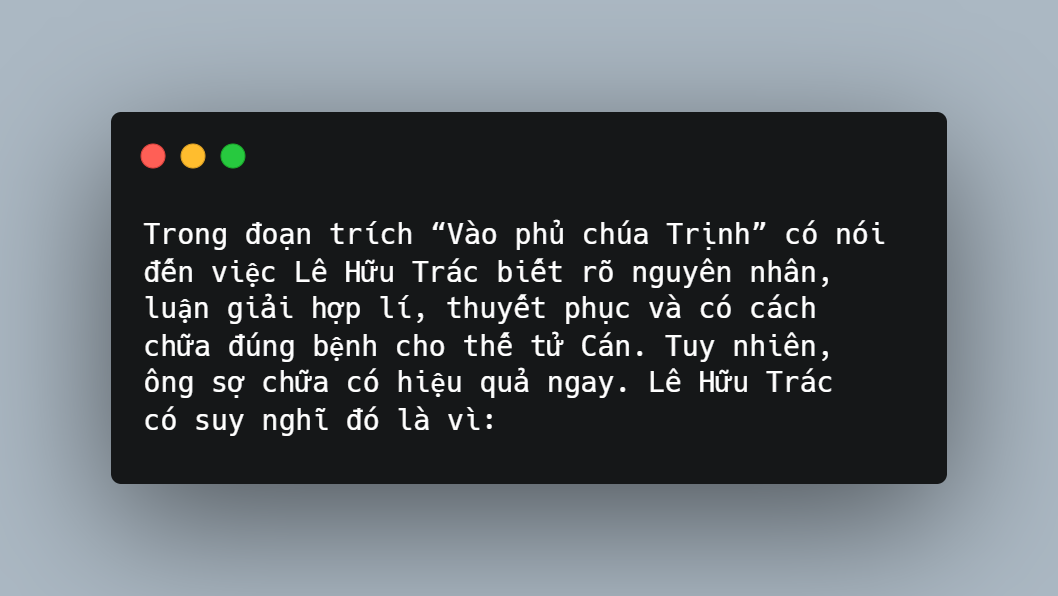 Trong đoạn trích “Vào phủ chúa Trịnh” có nói
đến việc Lê Hữu Trác biết rõ nguyên nhân,
luận giải hợp lí, thuyết phục và có cách
chữa đúng bệnh cho thế tử Cán. Tuy nhiên,
ông sợ chữa có hiệu quả ngay. Lê Hữu Trác
có suy nghĩ đó là vì: